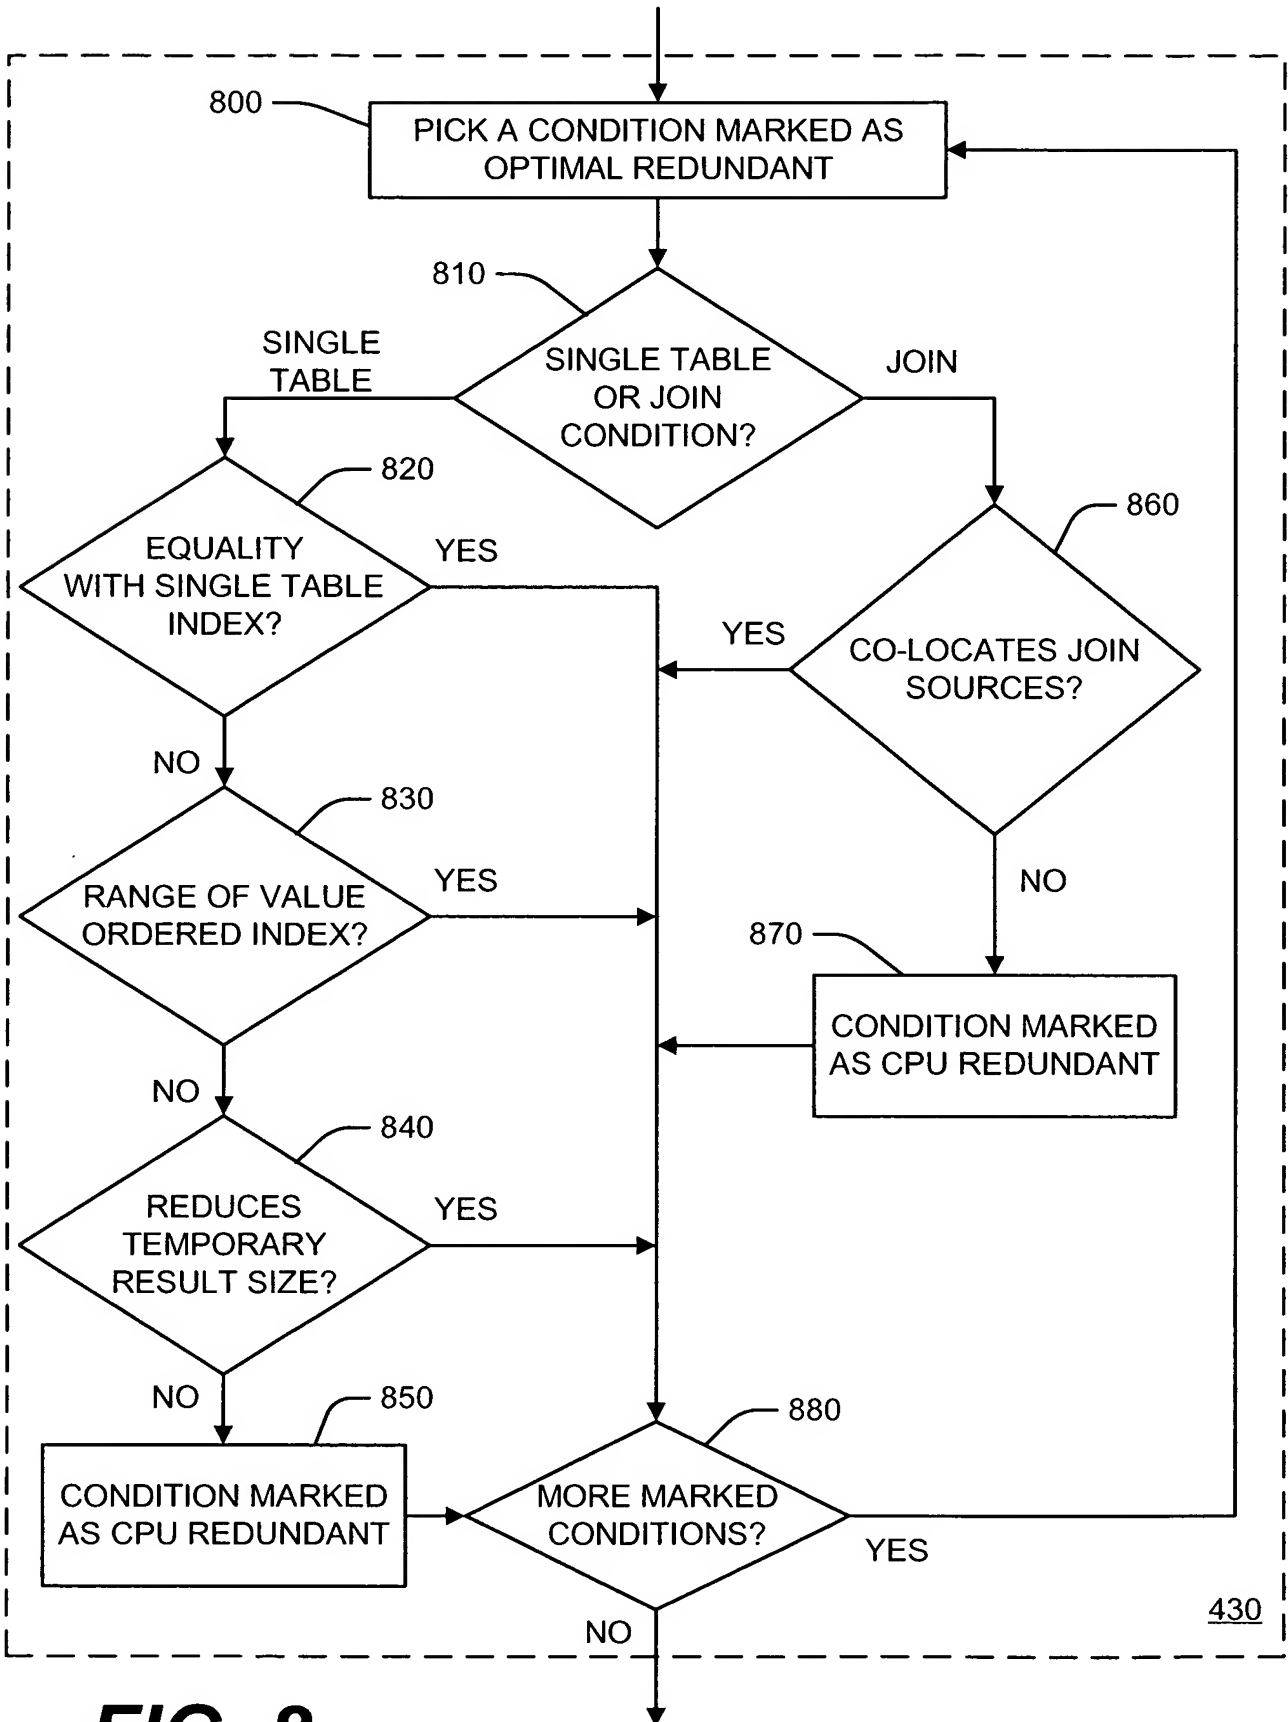 800
PICK A CONDITION MARKED AS
OPTIMAL REDUNDANT
810
SINGLE
TABLE
SINGLE TABLE
OR JOIN
CONDITION?
JOIN
820
EQUALITY
WITH SINGLE TABLE
INDEX?
YES
860
YES
CO-LOCATES JOIN
SOURCES?
NO
830
RANGE OF VALUE
ORDERED INDEX?
YES
NO
870
CONDITION MARKED
AS CPU REDUNDANT
NO
840
REDUCES
TEMPORARY
RESULT SIZE?
YES
NO
850
880
CONDITION MARKED
AS CPU REDUNDANT
MORE MARKED
CONDITIONS?
YES
430
NO
FIG. 8